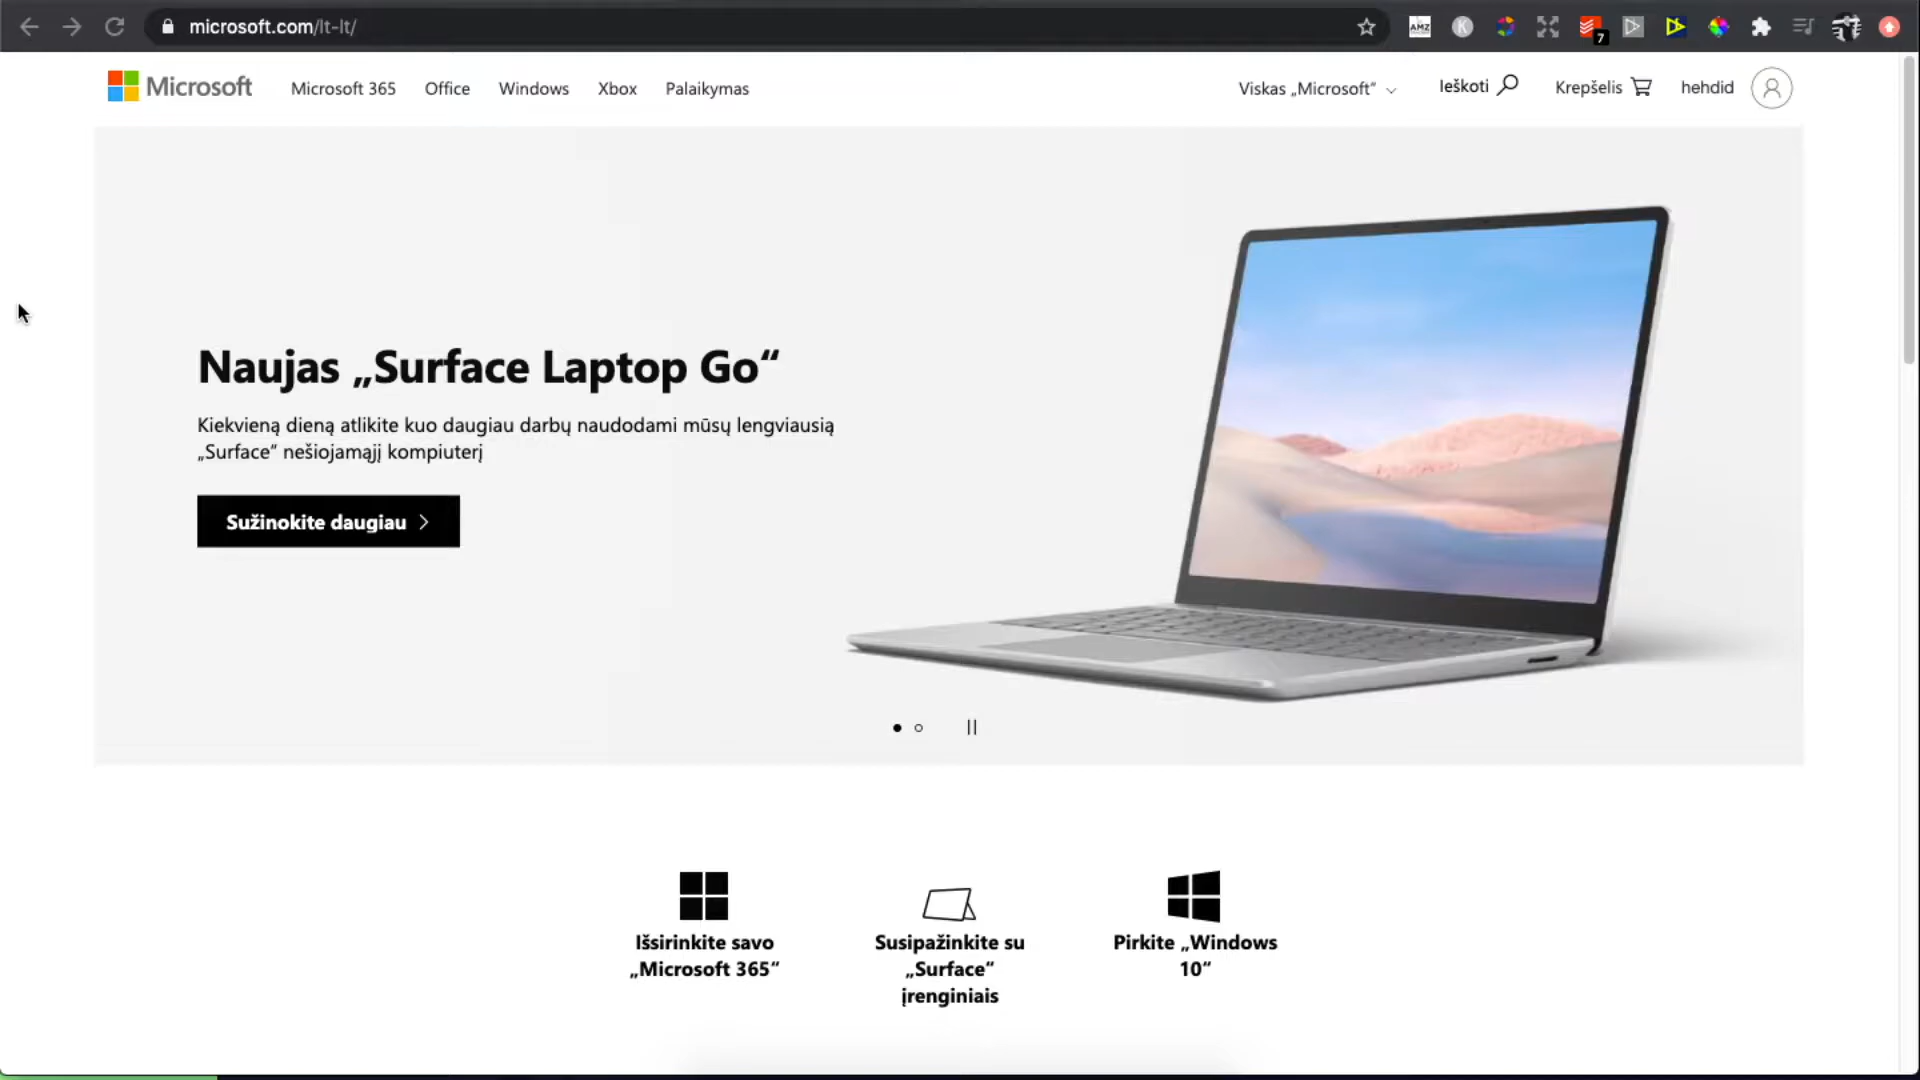 microsoft.com/lt-lt/
AMZ
K
7
Microsoft
Microsoft 365
Office
Windows
Xbox
Palaikymas
Viskas „Microsoft“
Ieškoti
Krepšelis
hehdid
Naujas „Surface Laptop Go“
Kiekvieną dieną atlikite kuo daugiau darbų naudodami mūsų lengviausią
„Surface“ nešiojamąjį kompiuterį
Sužinokite daugiau
Išsirinkite savo
„Microsoft 365“
Susipažinkite su
„Surface“
įrenginiais
Pirkite „Windows
10“